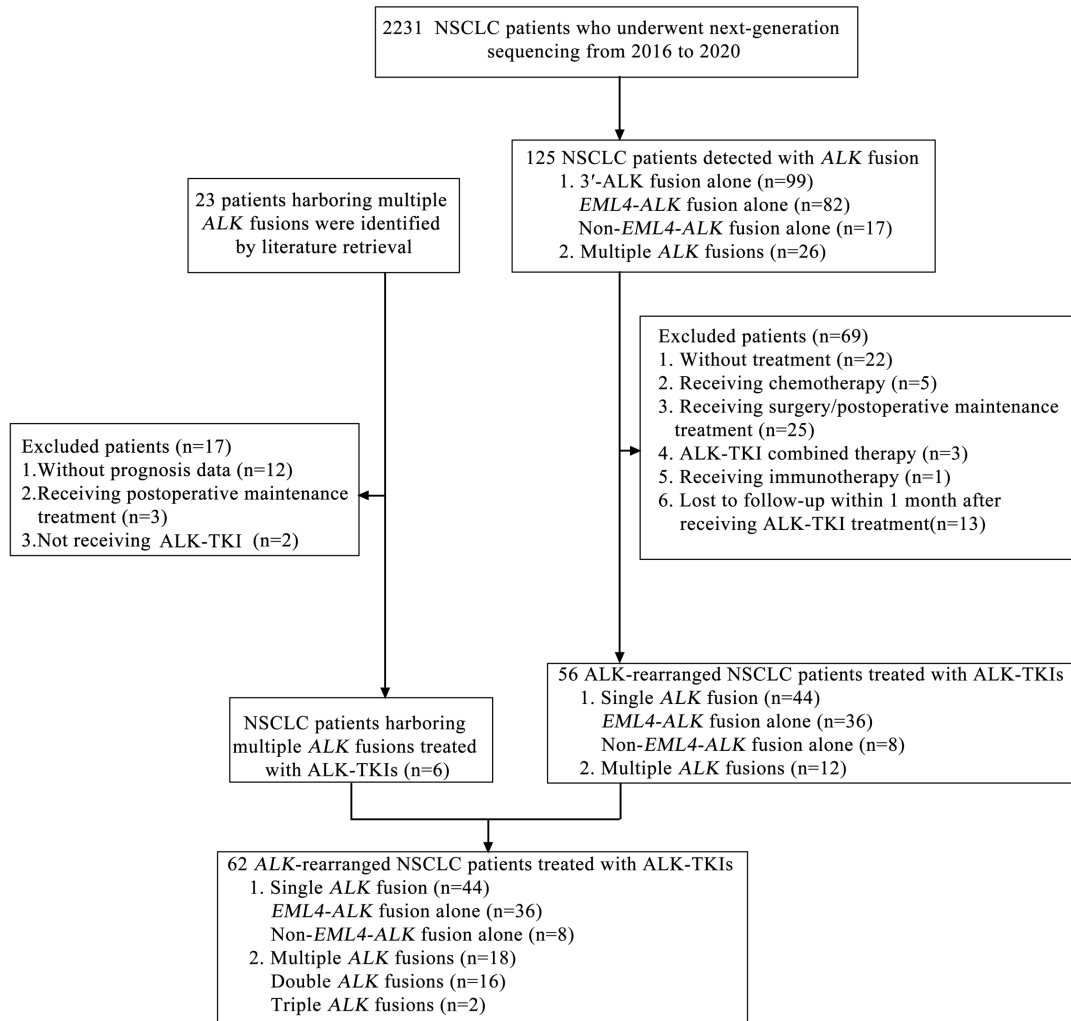 2231 NSCLC patients who underwent next-generation
sequencing from 2016 to 2020
125 NSCLC patients detected with ALK fusion
1. 3′-ALK fusion alone (n=99)
EML4-ALK fusion alone (n=82)
Non-EML4-ALK fusion alone (n=17)
2. Multiple ALK fusions (n=26)
23 patients harboring multiple
ALK fusions were identified
by literature retrieval
Excluded patients (n=69)
1. Without treatment (n=22)
2. Receiving chemotherapy (n=5)
3. Receiving surgery/postoperative maintenance
treatment (n=25)
4. ALK-TKI combined therapy (n=3)
5. Receiving immunotherapy (n=1)
6. Lost to follow-up within 1 month after
receiving ALK-TKI treatment(n=13)
Excluded patients (n=17)
1.Without prognosis data (n=12)
2.Receiving postoperative maintenance
treatment (n=3)
3.Not receiving ALK-TKI (n=2)
56 ALK-rearranged NSCLC patients treated with ALK-TKIs
1. Single ALK fusion (n=44)
EML4-ALK fusion alone (n=36)
Non-EML4-ALK fusion alone (n=8)
2. Multiple ALK fusions (n=12)
NSCLC patients harboring
multiple ALK fusions treated
with ALK-TKIs (n=6)
62 ALK-rearranged NSCLC patients treated with ALK-TKIs
1. Single ALK fusion (n=44)
EML4-ALK fusion alone (n=36)
Non-EML4-ALK fusion alone (n=8)
2. Multiple ALK fusions (n=18)
Double ALK fusions (n=16)
Triple ALK fusions (n=2)